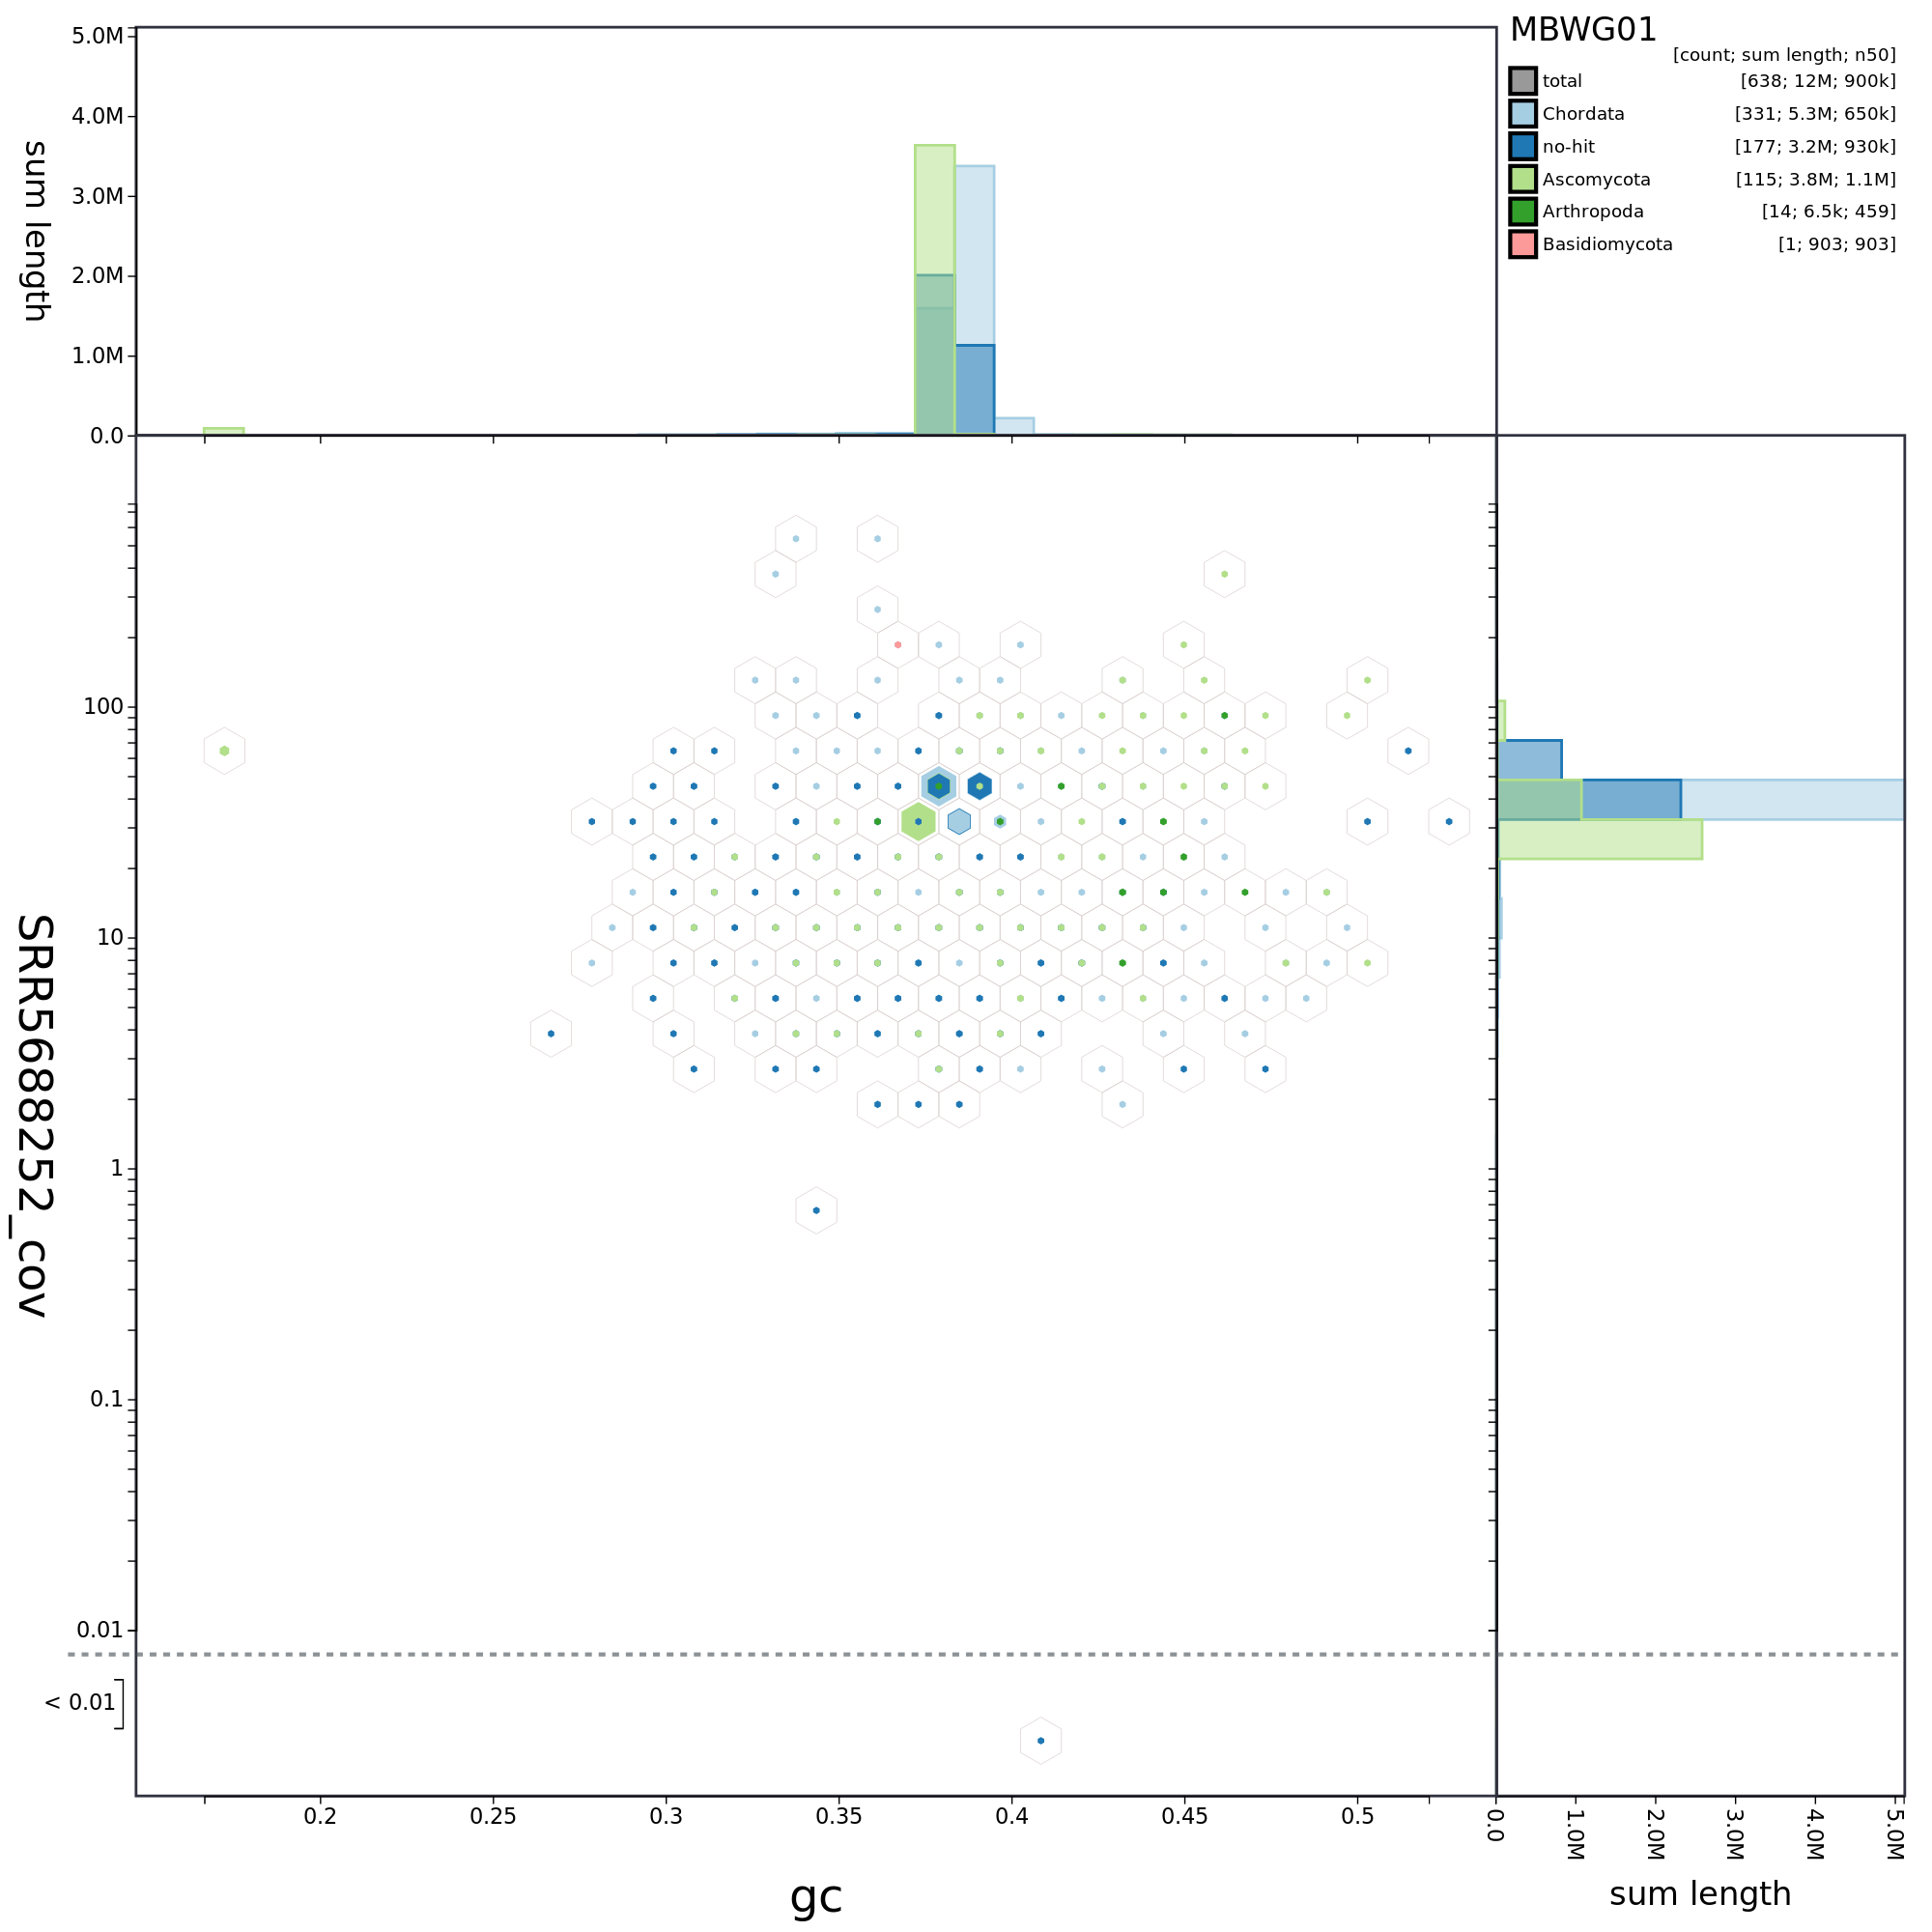 MBWG01
[count; sum length; n50]
total [638; 12M; 900k]
Chordata [331; 5.3M; 650k]
no-hit [177; 3.2M; 930k]
Ascomycota [115; 3.8M; 1.1M]
Arthropoda [14; 6.5k; 459]
Basidiomycota [1; 903; 903]
sum length
5.0M
4.0M
3.0M
2.0M
1.0M
0.0
SRR5688252_cov
100
10
1
0.1
0.01
< 0.01
0.2 0.25 0.3 0.35 0.4 0.45 0.5
gc
0.0 1.0M 2.0M 3.0M 4.0M 5.0M
sum length